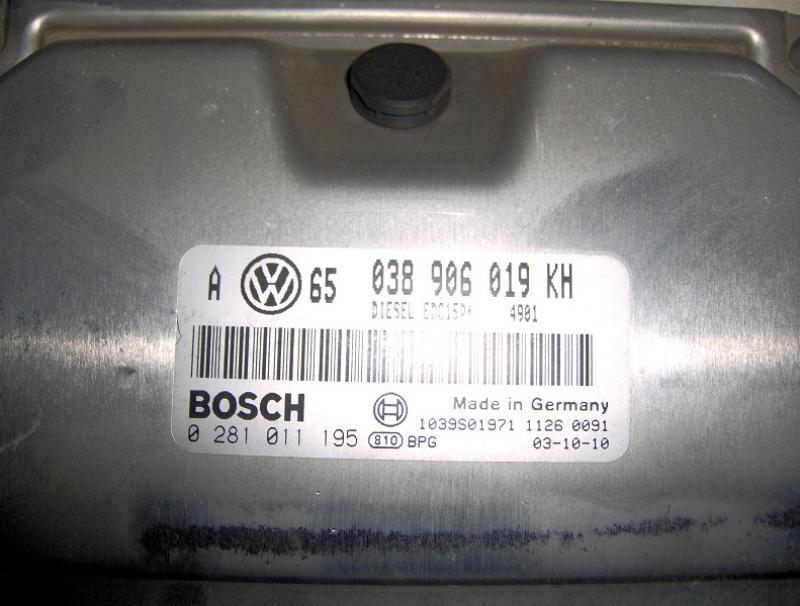 A VW 65 038 906 019 KH
DIESEL EDC15P+ 4901
BOSCH Made in Germany
1039S01971 1126 0091
0 281 011 195 810 BPG 03-10-10